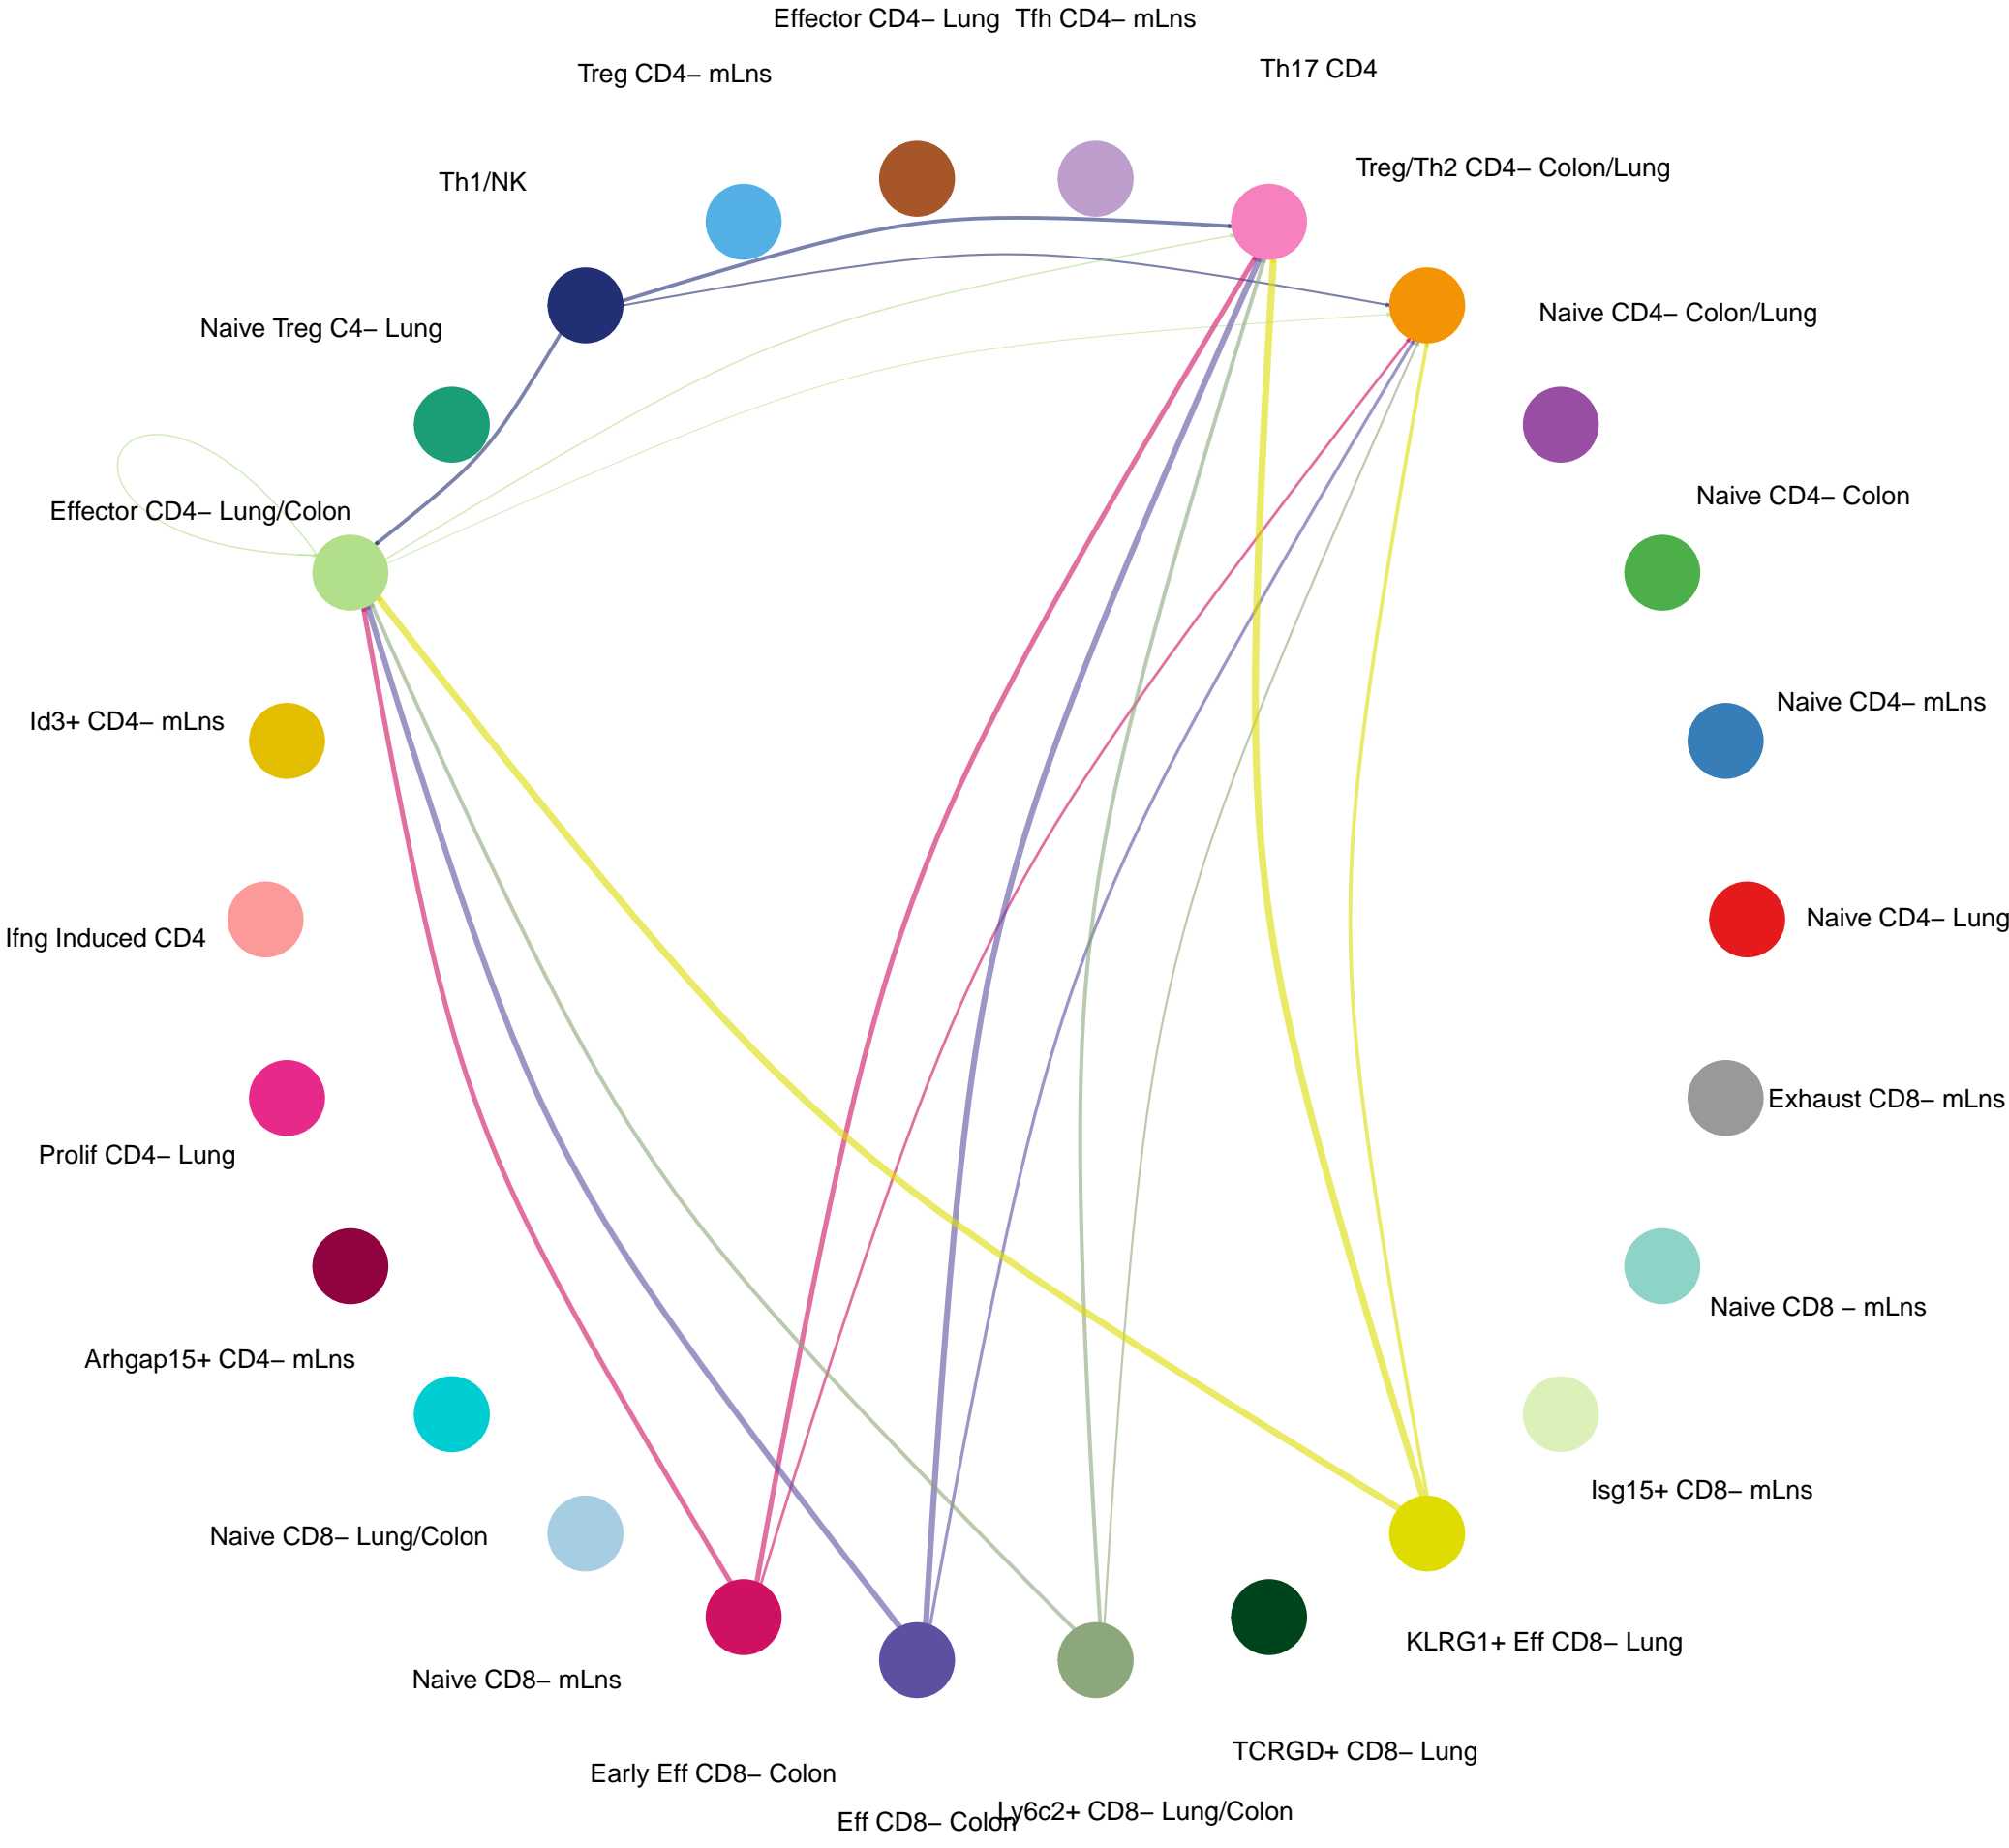 Effector CD4– Lung
Tfh CD4– mLns
Treg CD4– mLns
Th17 CD4
Th1/NK
Treg/Th2 CD4– Colon/Lung
Naive Treg C4– Lung
Naive CD4– Colon/Lung
Effector CD4– Lung/Colon
Naive CD4– Colon
Id3+ CD4– mLns
Naive CD4– mLns
Ifng Induced CD4
Naive CD4– Lung
Prolif CD4– Lung
Exhaust CD8– mLns
Arhgap15+ CD4– mLns
Naive CD8 – mLns
Naive CD8– Lung/Colon
Isg15+ CD8– mLns
Naive CD8– mLns
KLRG1+ Eff CD8– Lung
Early Eff CD8– Colon
TCRGD+ CD8– Lung
Eff CD8– Colon
Ly6c2+ CD8– Lung/Colon